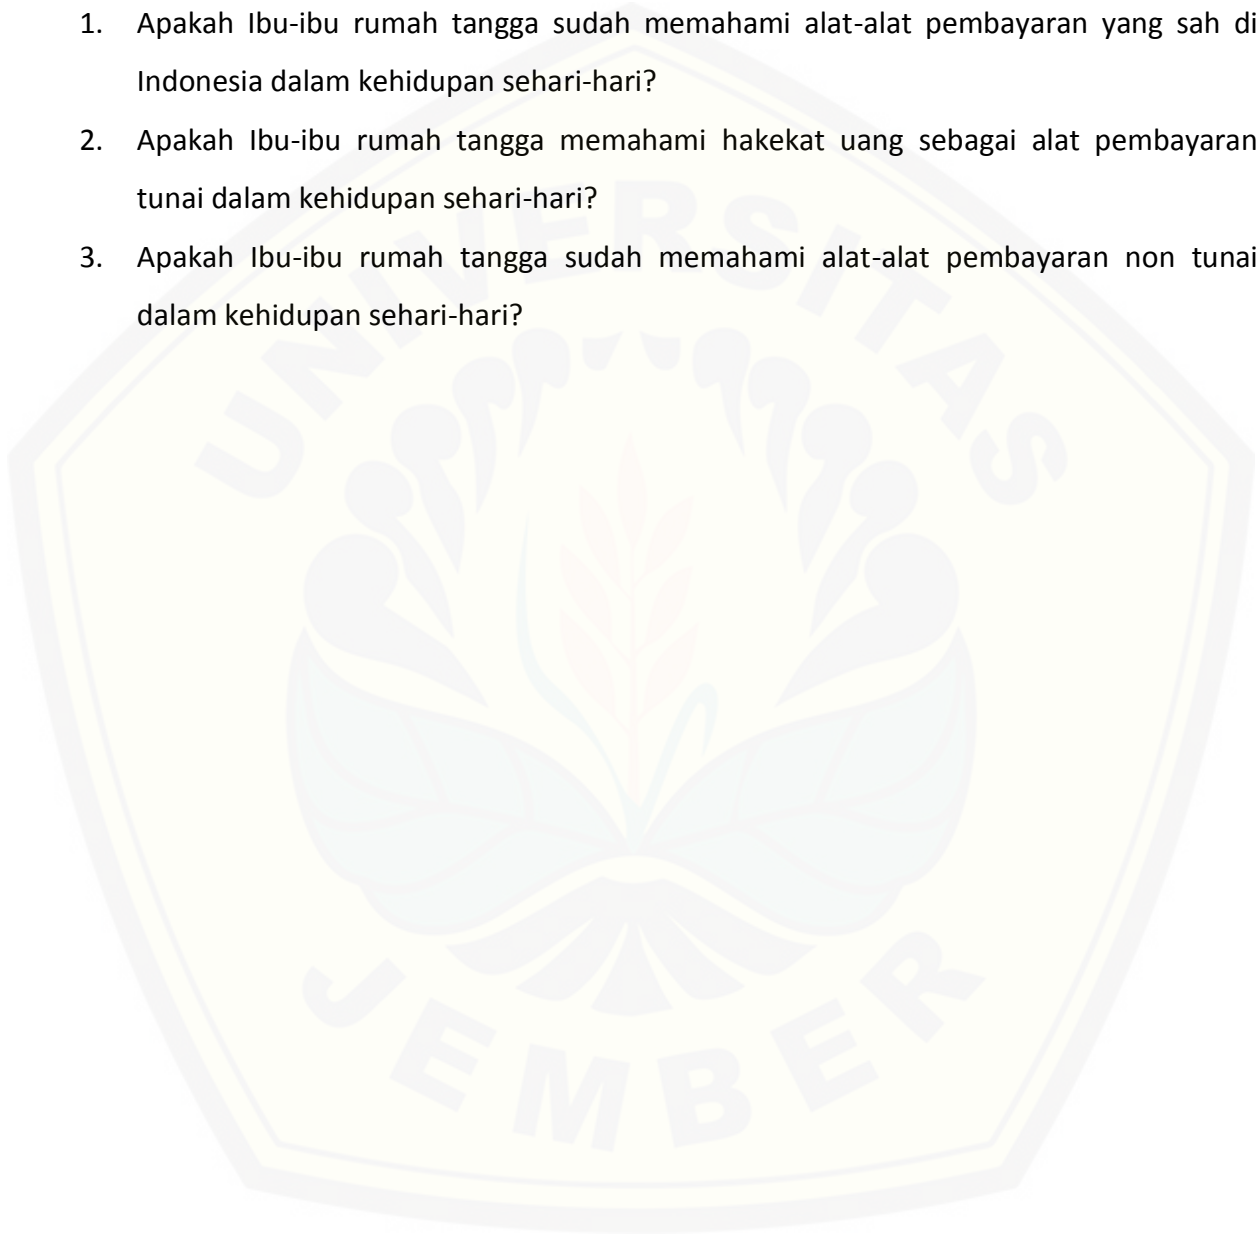 1. Apakah Ibu-ibu rumah tangga sudah memahami alat-alat pembayaran yang sah di
Indonesia dalam kehidupan sehari-hari?
2. Apakah Ibu-ibu rumah tangga memahami hakekat uang sebagai alat pembayaran
tunai dalam kehidupan sehari-hari?
3. Apakah Ibu-ibu rumah tangga sudah memahami alat-alat pembayaran non tunai
dalam kehidupan sehari-hari?
UNIVERSITAS
JEMBER